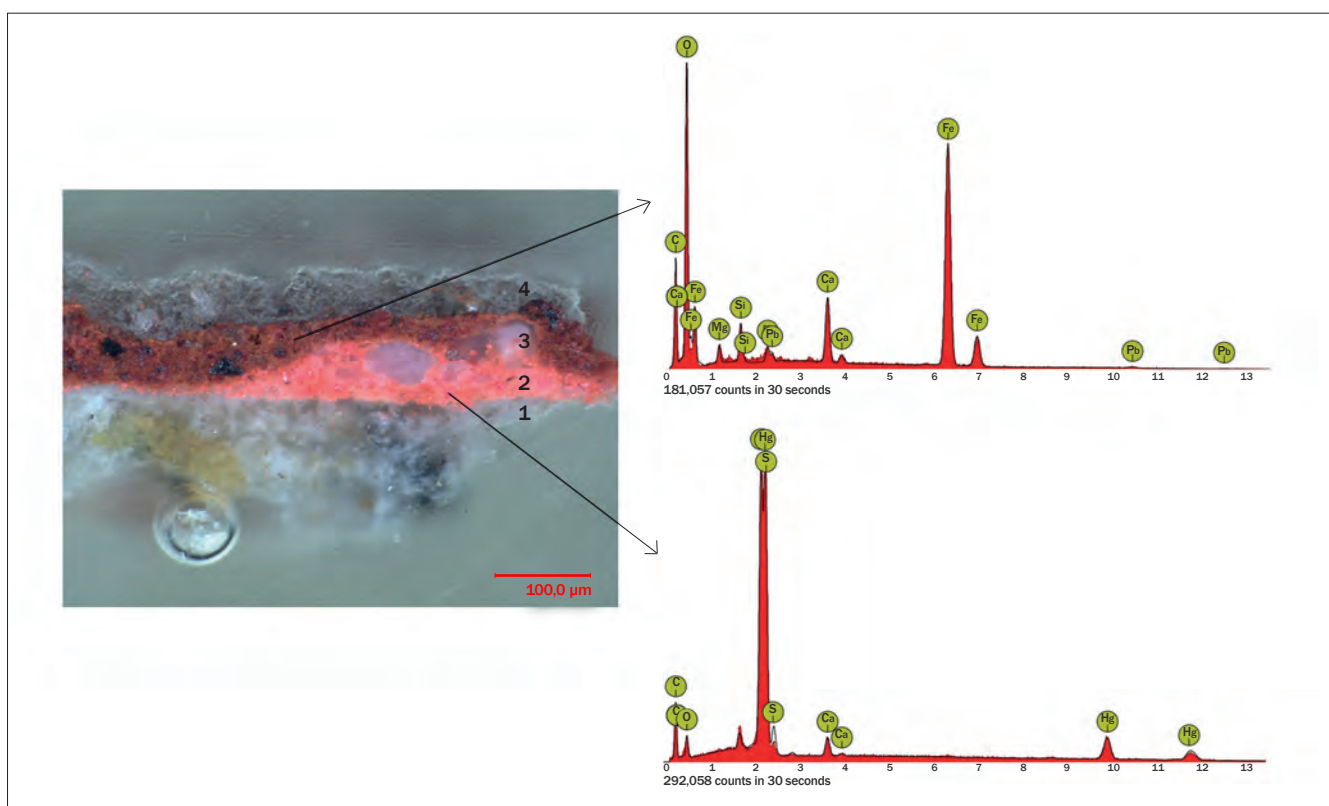 4
3
2
1
100,0 µm
O
Fe
C
Ca
Ca
Fe
Fe
Si
Si
Mg
Pb
Ca
Fe
Pb
Pb
0 1 2 3 4 5 6 7 8 9 10 11 12 13
181,057 counts in 30 seconds
Hg
S
C
C
O
S
Ca
Ca
Hg
Hg
0 1 2 3 4 5 6 7 8 9 10 11 12 13
292,058 counts in 30 seconds